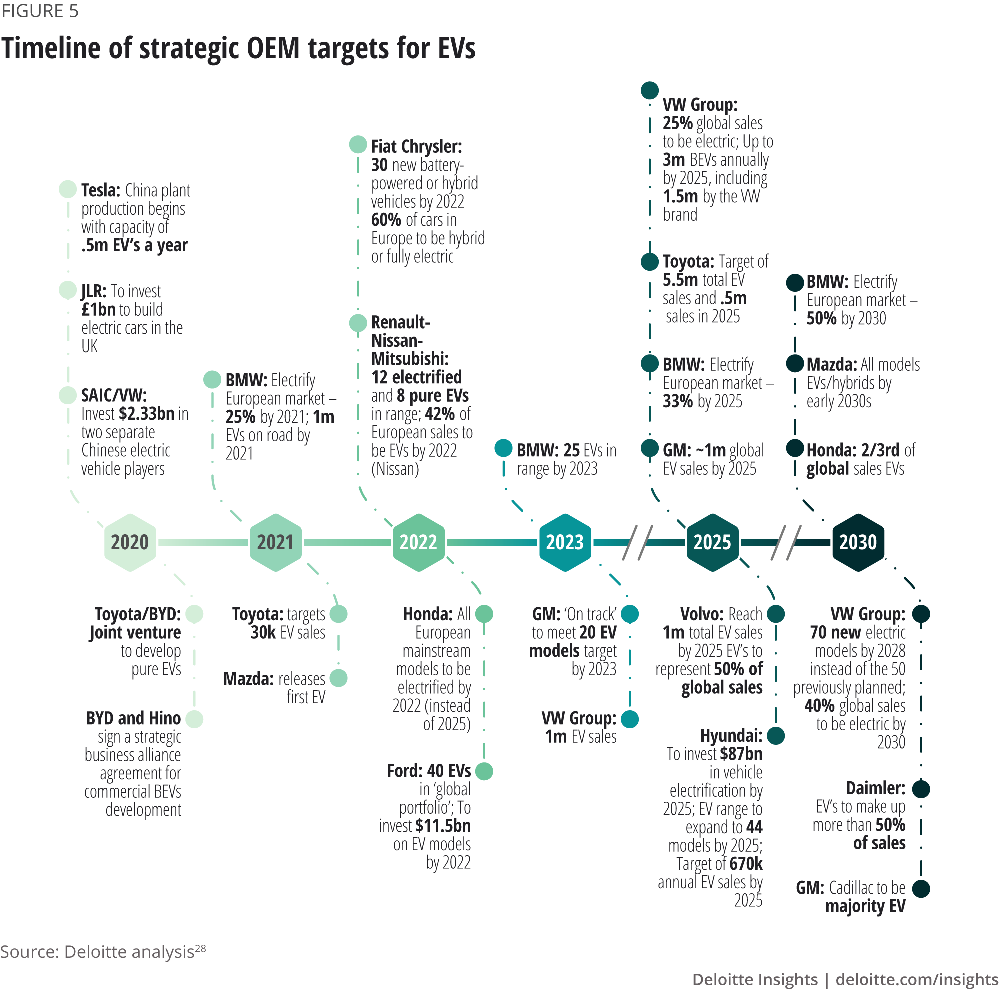 FIGURE 5
Timeline of strategic OEM targets for EVs
Tesla: China plant
production begins
with capacity of
.5m EV’s a year
JLR: To invest
£1bn to build
electric cars in the
UK
SAIC/VW:
Invest $2.33bn in
two separate
Chinese electric
vehicle players
BMW: Electrify
European market –
25% by 2021; 1m
EVs on road by
2021
Fiat Chrysler:
30 new battery-
powered or hybrid
vehicles by 2022
60% of cars in
Europe to be hybrid
or fully electric
Renault-
Nissan-
Mitsubishi:
12 electrified
and 8 pure EVs
in range; 42% of
European sales to
be EVs by 2022
(Nissan)
BMW: 25 EVs in
range by 2023
VW Group:
25% global sales
to be electric; Up to
3m BEVs annually
by 2025, including
1.5m by the VW
brand
Toyota: Target of
5.5m total EV
sales and .5m
sales in 2025
BMW: Electrify
European market –
33% by 2025
GM: ~1m global
EV sales by 2025
BMW: Electrify
European market –
50% by 2030
Mazda: All models
EVs/hybrids by
early 2030s
Honda: 2/3rd of
global sales EVs
2020
2021
2022
2023
2025
2030
Toyota/BYD:
Joint venture
to develop
pure EVs
BYD and Hino
sign a strategic
business alliance
agreement for
commercial BEVs
development
Toyota: targets
30k EV sales
Mazda: releases
first EV
Honda: All
European
mainstream
models to be
electrified by
2022 (instead
of 2025)
Ford: 40 EVs
in ‘global
portfolio’; To
invest $11.5bn
on EV models
by 2022
GM: ‘On track’
to meet 20 EV
models target
by 2023
VW Group:
1m EV sales
Volvo: Reach
1m total EV sales
by 2025 EV’s to
represent 50% of
global sales
Hyundai:
To invest $87bn
in vehicle
electrification by
2025; EV range to
expand to 44
models by 2025;
Target of 670k
annual EV sales by
2025
VW Group:
70 new electric
models by 2028
instead of the 50
previously planned;
40% global sales
to be electric by
2030
Daimler:
EV’s to make up
more than 50%
of sales
GM: Cadillac to be
majority EV
Source: Deloitte analysis28
Deloitte Insights | deloitte.com/insights